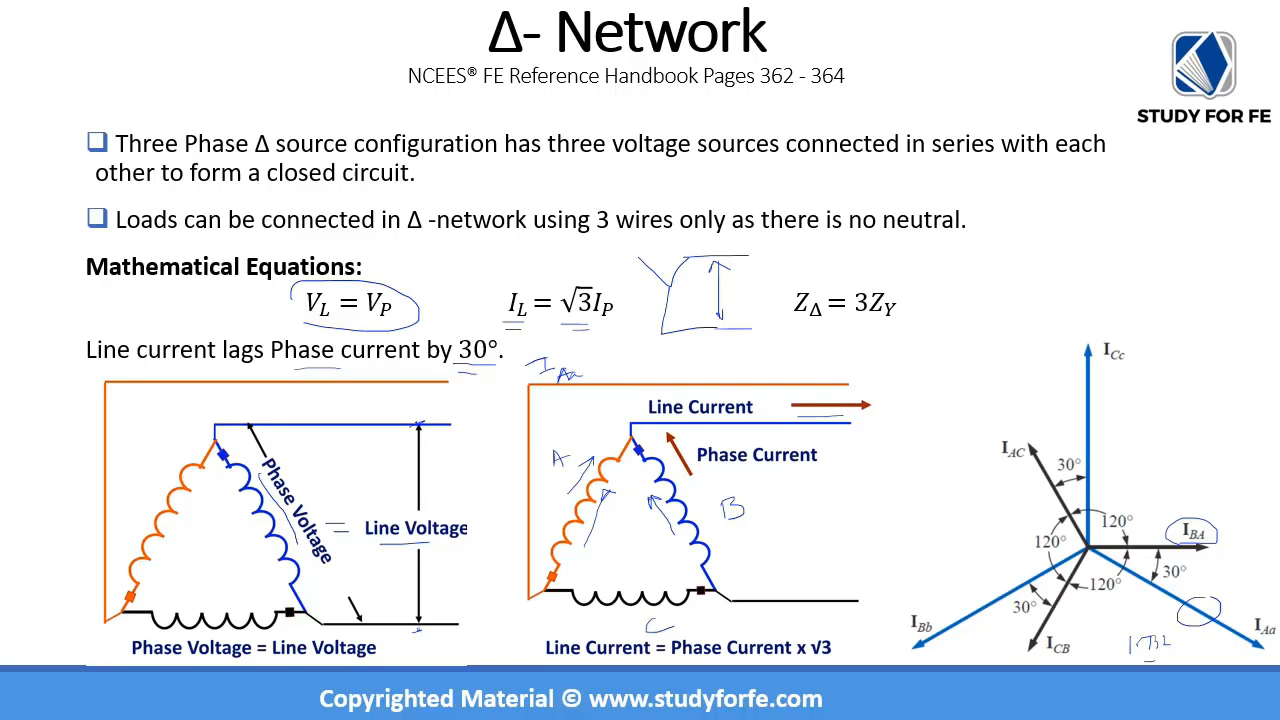 Δ- Network
NCEES® FE Reference Handbook Pages 362 - 364
STUDY FOR FE
Three Phase Δ source configuration has three voltage sources connected in series with each
other to form a closed circuit.
Loads can be connected in Δ -network using 3 wires only as there is no neutral.
Mathematical Equations:
V_L = V_P
I_L = √3I_P
Z_Δ = 3Z_Y
Line current lags Phase current by 30°.
I_Aa
Phase Voltage
Line Voltage
Phase Voltage = Line Voltage
Line Current
Phase Current
A
B
C
Line Current = Phase Current x √3
I_Cc
I_AC
30°
120°
I_BA
120°
120°
30°
30°
I_Bb
I_CB
I_Aa
Copyrighted Material © www.studyforfe.com